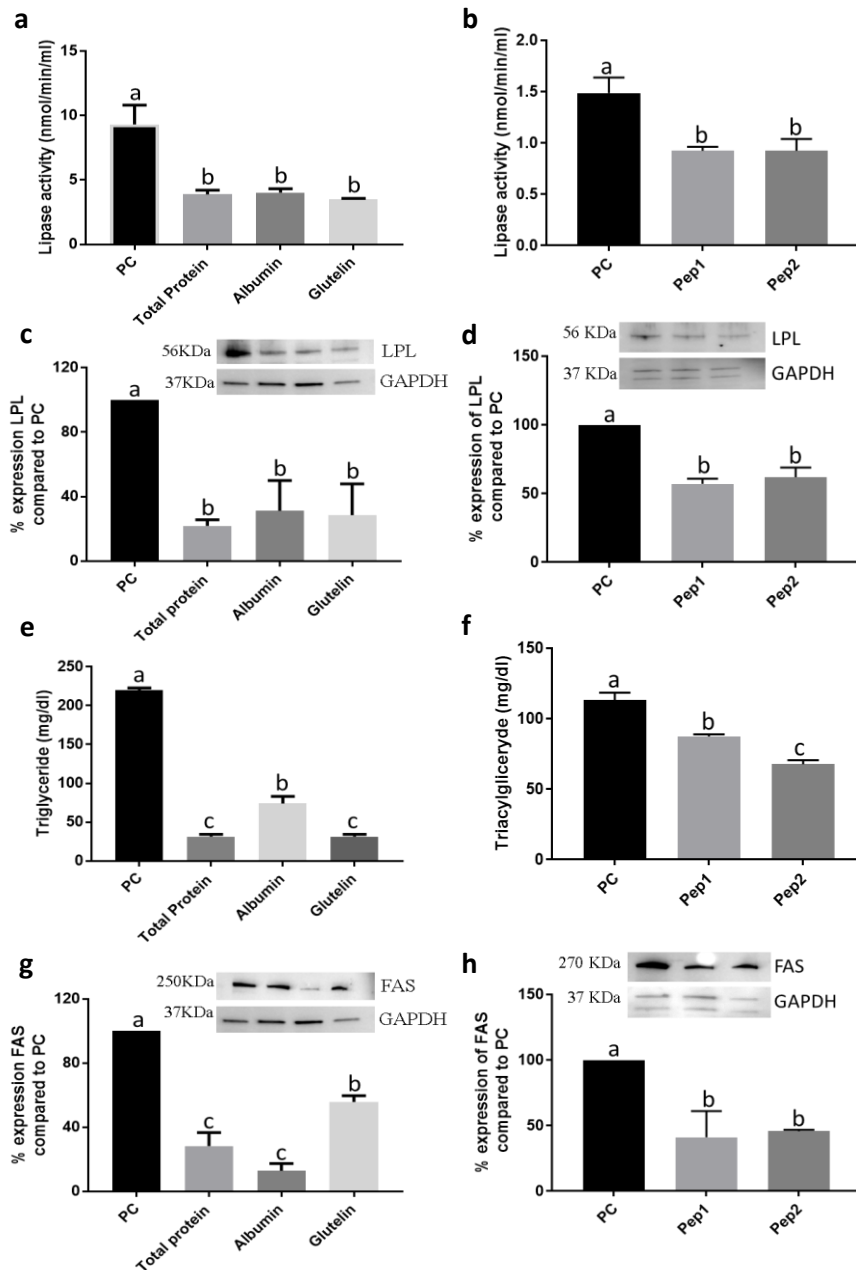 a
Lipase activity (nmol/min/ml)
15
10
5
0
a
b
b
b
PC
Total Protein
Albumin
Glutelin
b
Lipase activity (nmol/min/ml)
2.0
1.5
1.0
0.5
0.0
a
b
b
PC
Pep1
Pep2
c
56KDa
LPL
37KDa
GAPDH
% expression LPL
compared to PC
120
80
40
0
a
b
b
b
PC
Total protein
Albumin
Glutelin
d
56 KDa
LPL
37 KDa
GAPDH
% expression of LPL
compared to PC
150
100
50
0
a
b
b
PC
Pep1
Pep2
e
Triglyceride (mg/dl)
250
200
150
100
50
0
a
c
b
c
PC
Total Protein
Albumin
Glutelin
f
Triacylgliceryde (mg/dl)
150
100
50
0
a
b
c
PC
Pep1
Pep2
g
250KDa
FAS
37KDa
GAPDH
% expression FAS
compared to PC
120
80
40
0
a
c
c
b
PC
Total protein
Albumin
Glutelin
h
270 KDa
FAS
37 KDa
GAPDH
% expression of FAS
compared to PC
150
100
50
0
a
b
b
PC
Pep1
Pep2